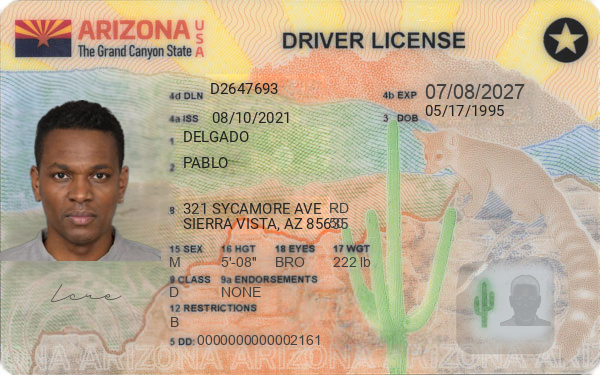 ARIZONA USA
The Grand Canyon State
DRIVER LICENSE
4d DLN D2647693
4b EXP 07/08/2027
4a ISS 08/10/2021
3 DOB 05/17/1995
1 DELGADO
2 PABLO
8 321 SYCAMORE AVE RD
SIERRA VISTA, AZ
15 SEX 16 HGT 18 EYES 17 WGT
M 5'-08" BRO 222 lb
9 CLASS 9a ENDORSEMENTS
D NONE
12 RESTRICTIONS
B
5 DD: 0000000000002161
ARIZONA ARIZONA ARIZONA ARIZONA